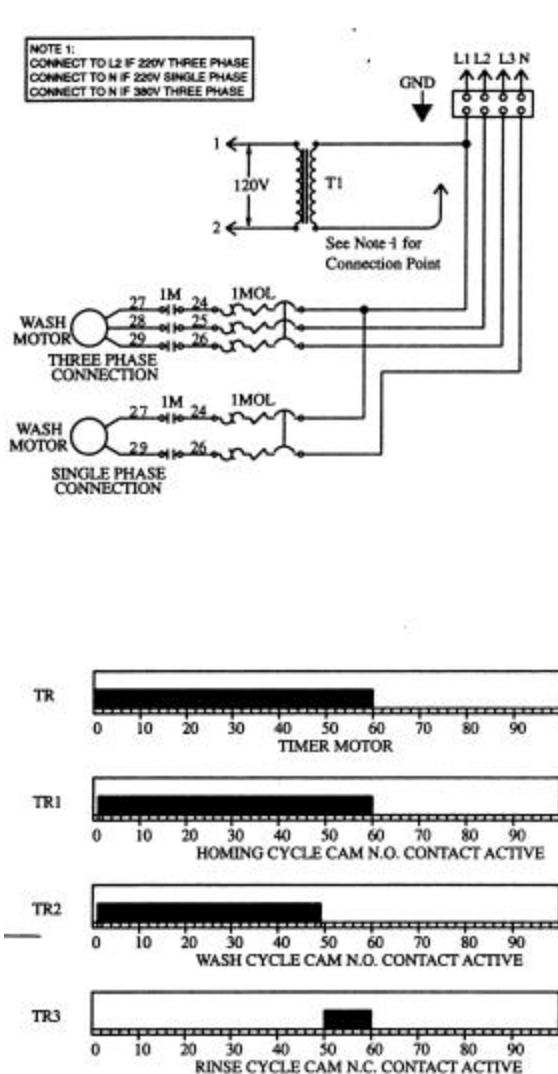 NOTE 1:
CONNECT TO L2 IF 220V THREE PHASE
CONNECT TO N IF 220V SINGLE PHASE
CONNECT TO N IF 380V THREE PHASE
L1 L2 L3 N
GND
1
120V
T1
2
See Note 1 for
Connection Point
27 1M 24 1MOL
28 25
29 26
WASH
MOTOR
THREE PHASE
CONNECTION
27 1M 24 1MOL
29 26
WASH
MOTOR
SINGLE PHASE
CONNECTION
TR
0 10 20 30 40 50 60 70 80 90
TIMER MOTOR
TR1
0 10 20 30 40 50 60 70 80 90
HOMING CYCLE CAM N.O. CONTACT ACTIVE
TR2
0 10 20 30 40 50 60 70 80 90
WASH CYCLE CAM N.O. CONTACT ACTIVE
TR3
0 10 20 30 40 50 60 70 80 90
RINSE CYCLE CAM N.C. CONTACT ACTIVE